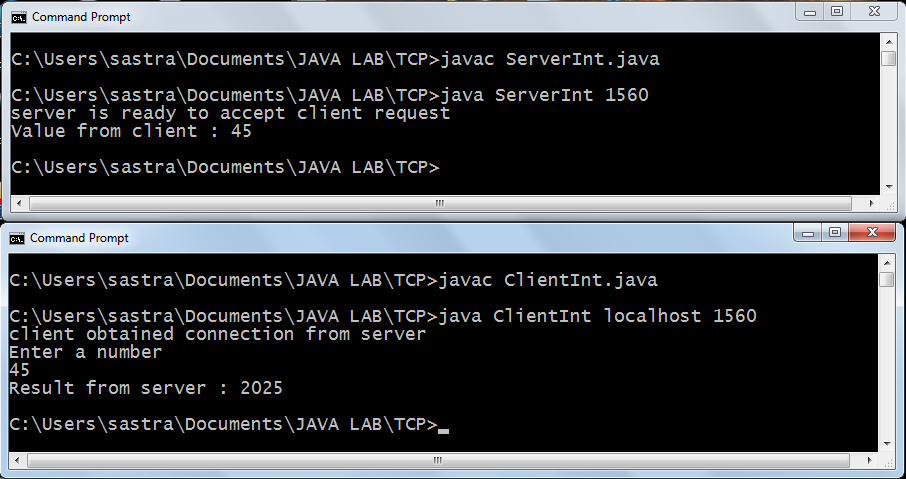 Command Prompt
C:\Users\sastra\Documents\JAVA LAB\TCP>javac ServerInt.java
C:\Users\sastra\Documents\JAVA LAB\TCP>java ServerInt 1560
server is ready to accept client request
Value from client : 45
C:\Users\sastra\Documents\JAVA LAB\TCP>
Command Prompt
C:\Users\sastra\Documents\JAVA LAB\TCP>javac ClientInt.java
C:\Users\sastra\Documents\JAVA LAB\TCP>java ClientInt localhost 1560
client obtained connection from server
Enter a number
45
Result from server : 2025
C:\Users\sastra\Documents\JAVA LAB\TCP>